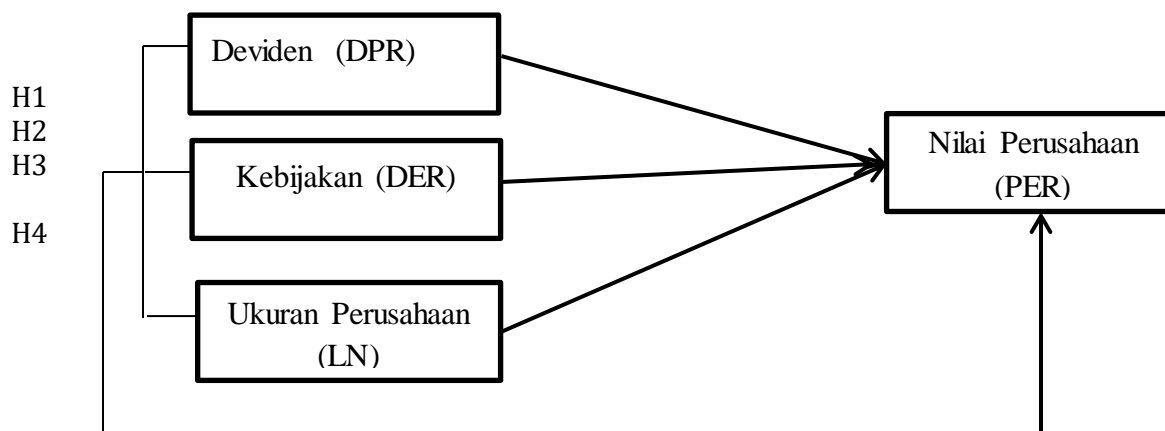 Deviden (DPR)
H1
H2
H3
H4
Kebijakan (DER)
Ukuran Perusahaan
(LN)
Nilai Perusahaan
(PER)